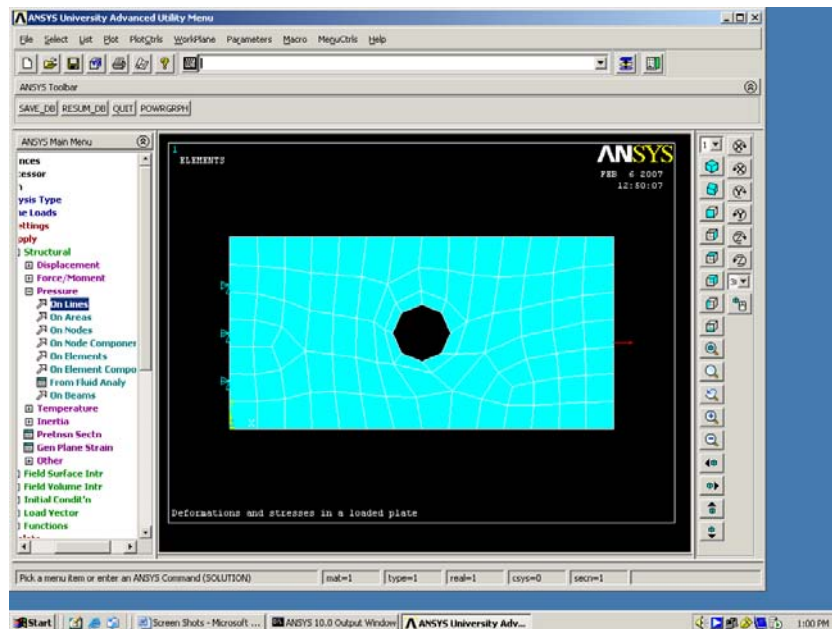 ANSYS University Advanced Utility Menu
File Select List Plot PlotCtrls WorkPlane Parameters Macro MenuCtrls Help
ANSYS Toolbar
SAVE_DB RESUM_DB QUIT POWRGRPH
ANSYS Main Menu
nces
cessor
ysis Type
ne Loads
ettings
pply
Structural
Displacement
Force/Moment
Pressure
On Lines
On Areas
On Nodes
On Node Componen
On Elements
On Element Compo
From Fluid Analy
On Beams
Temperature
Inertia
Pretnsn Sectn
Gen Plane Strain
Other
Field Surface Intr
Field Volume Intr
Initial Condit'n
Load Vector
Functions
1
ELEMENTS
ANSYS
FEB 6 2007
12:50:07
X
Deformations and stresses in a loaded plate
1
Pick a menu item or enter an ANSYS Command (SOLUTION) mat=1 type=1 real=1 csys=0 secn=1
Start Screen Shots - Microsoft ... ANSYS 10.0 Output Window ANSYS University Adv... 1:00 PM